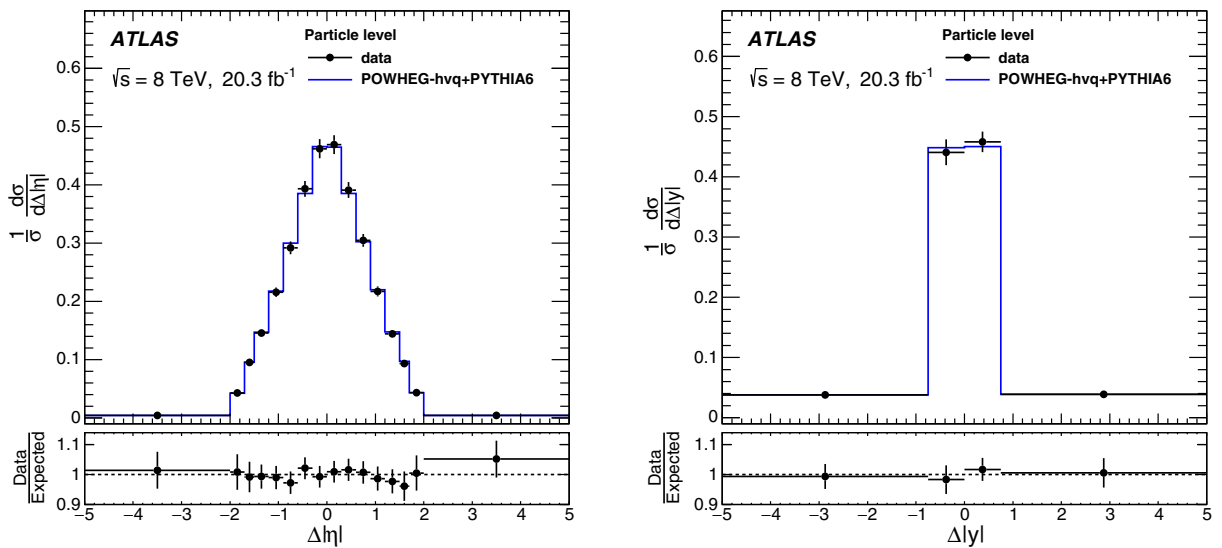 ATLAS
√s = 8 TeV, 20.3 fb⁻¹
Particle level
data
POWHEG-hvq+PYTHIA6
1/σ dσ/dΔ|η|
0.6
0.5
0.4
0.3
0.2
0.1
0
Data/Expected
1.1
1
0.9
−5 −4 −3 −2 −1 0 1 2 3 4 5
Δ|η|
ATLAS
√s = 8 TeV, 20.3 fb⁻¹
Particle level
data
POWHEG-hvq+PYTHIA6
1/σ dσ/dΔ|y|
0.6
0.5
0.4
0.3
0.2
0.1
0
Data/Expected
1.1
1
0.9
−5 −4 −3 −2 −1 0 1 2 3 4 5
Δ|y|